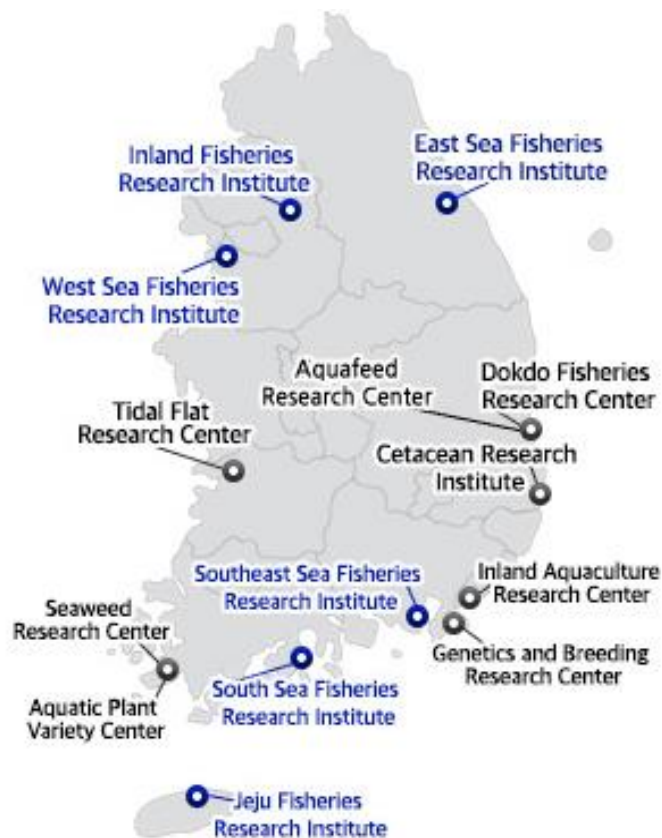 East Sea Fisheries
Research Institute
Inland Fisheries
Research Institute
West Sea Fisheries
Research Institute
Aquafeed
Research Center
Dokdo Fisheries
Research Center
Tidal Flat
Research Center
Cetacean Research
Institute
Southeast Sea Fisheries
Research Institute
Inland Aquaculture
Research Center
Seaweed
Research Center
Genetics and Breeding
Research Center
South Sea Fisheries
Research Institute
Aquatic Plant
Variety Center
Jeju Fisheries
Research Institute